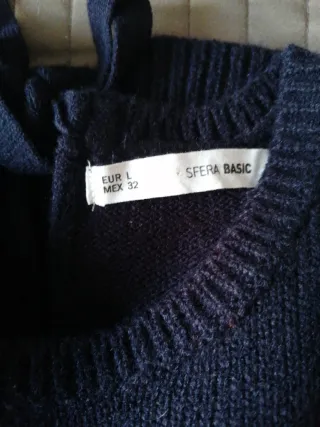 EUR L
MEX 32
SFERA BASIC